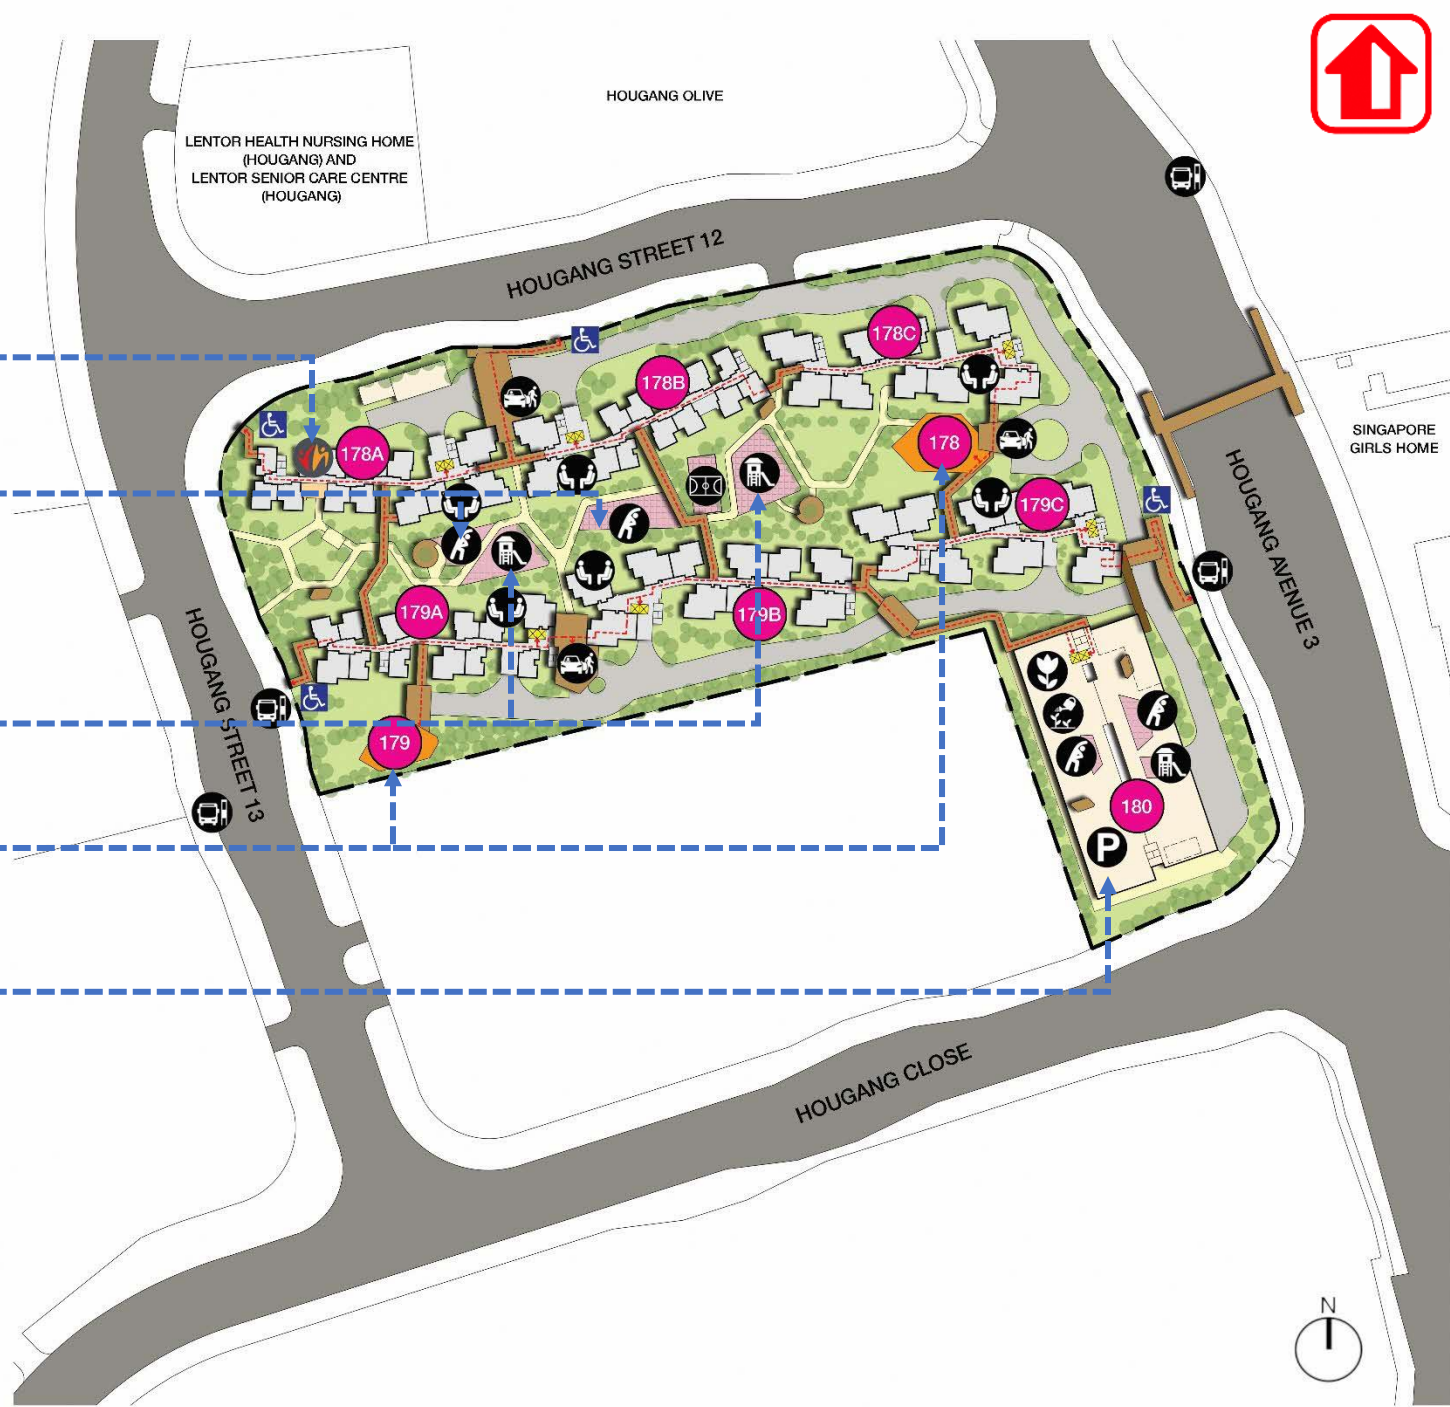 HOUGANG OLIVE
LENTOR HEALTH NURSING HOME
(HOUGANG) AND
LENTOR SENIOR CARE CENTRE
(HOUGANG)
HOUGANG STREET 12
178C
178B
178A
178
SINGAPORE
GIRLS HOME
179C
HOUGANG AVENUE 3
179A
179B
HOUGANG STREET 13
179
180
P
HOUGANG CLOSE
N